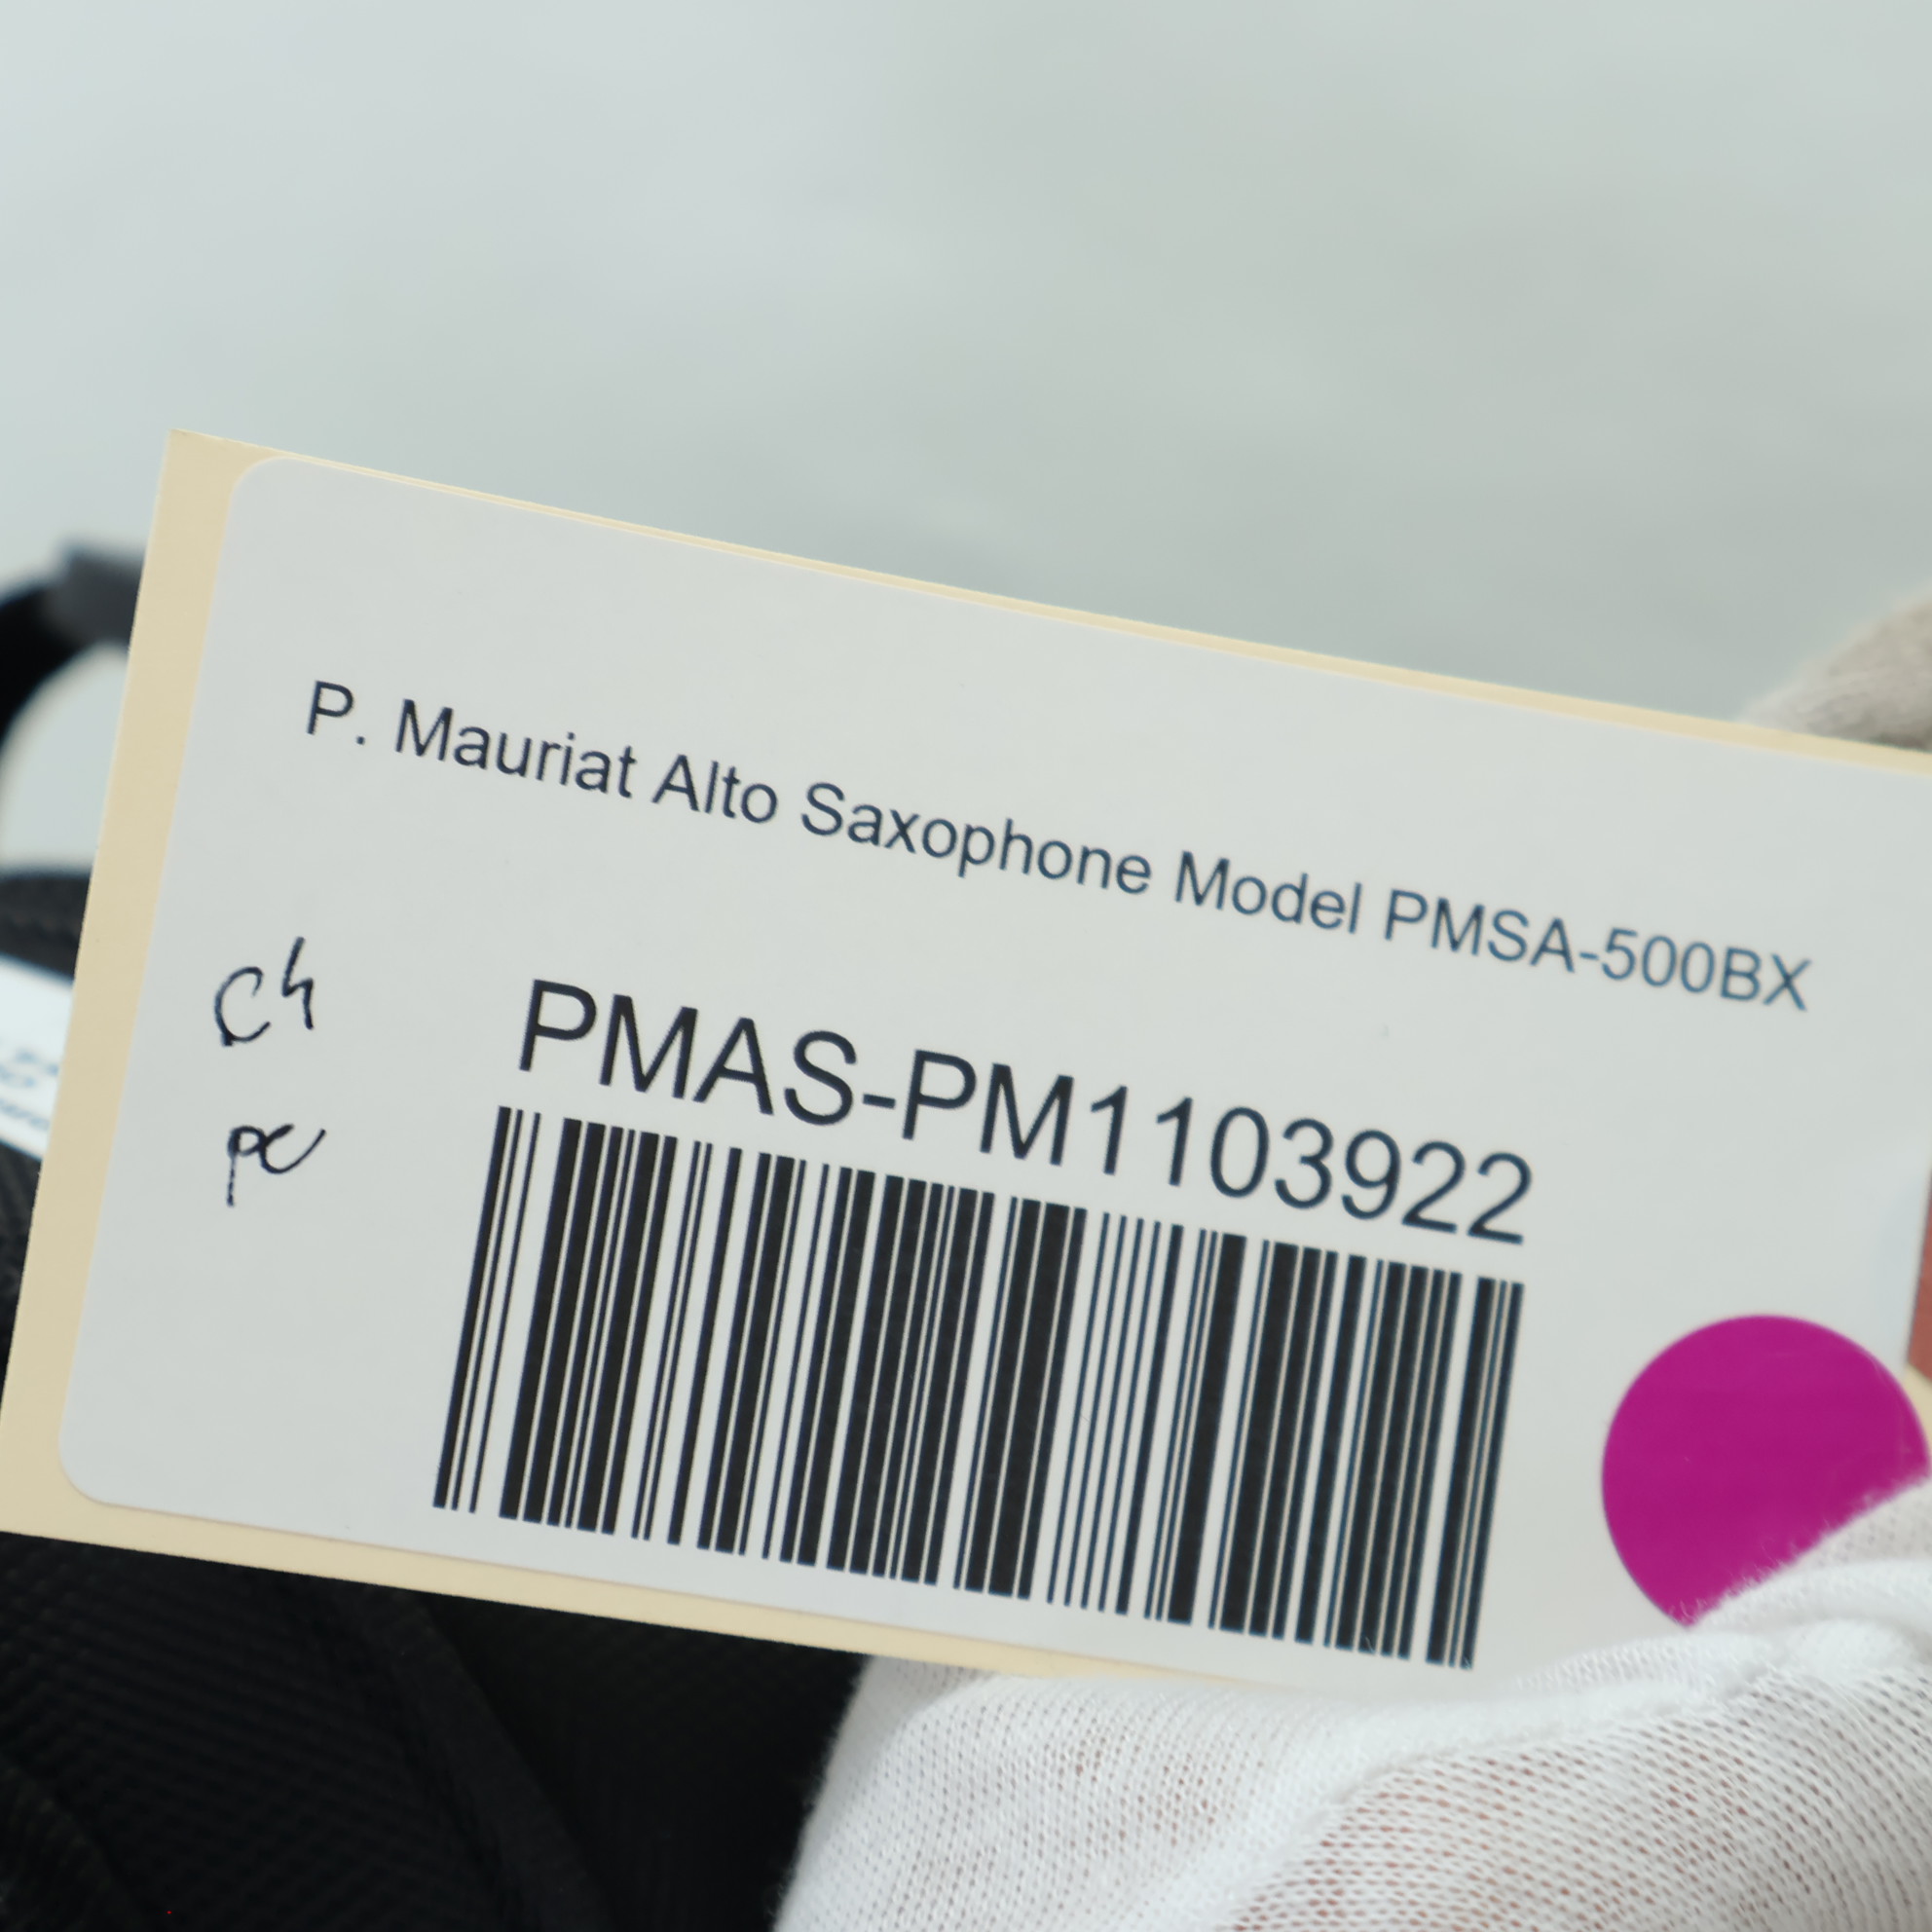 P. Mauriat Alto Saxophone Model PMSA-500BX
Ch
PMAS-PM1103922
pc